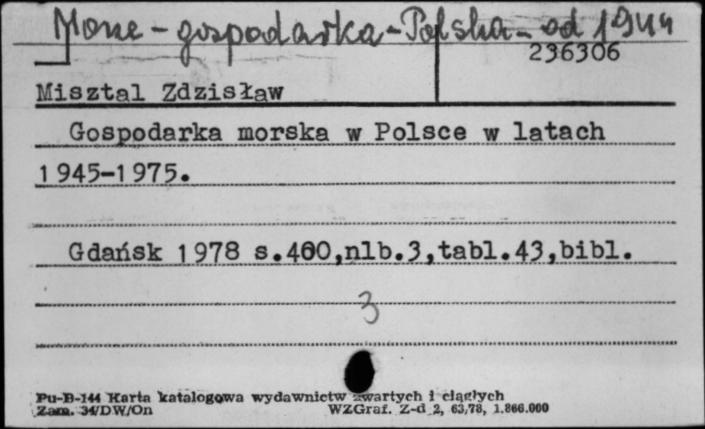 Morze - gospodarka - Polska - od 1944
236306
Misztal Zdzisław
Gospodarka morska w Polsce w latach
1945-1975.
Gdańsk 1978 s.400,nlb.3,tabl.43,bibl.
3
Pu-B-144 Karta katalogowa wydawnictw zwartych i ciągłych
Zam. 34/DW/On WZGraf. Z-d 2, 63,78, 1.866.000